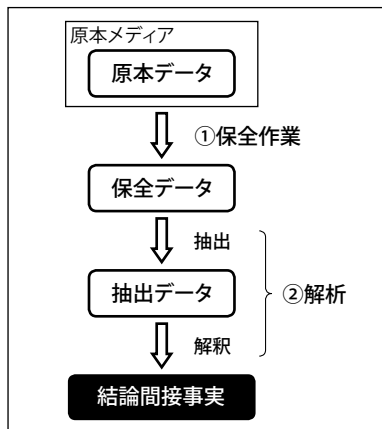 原本メディア
原本データ
①保全作業
保全データ
抽出
抽出データ
②解析
解釈
結論間接事実